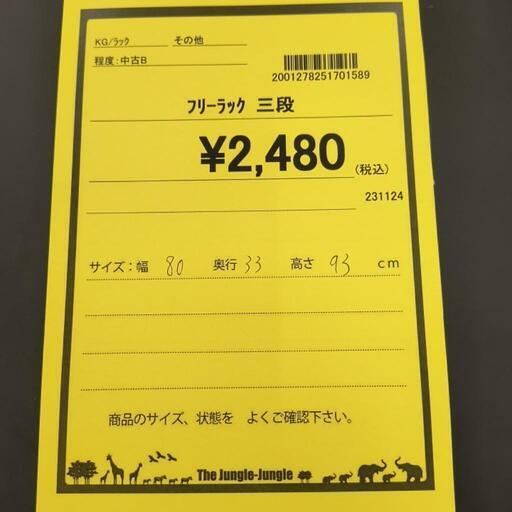 KG/ラック その他
程度:中古B
2001278251701589
フリーラック 三段
¥2,480 (税込)
231124
サイズ:幅 80 奥行 33 高さ 93 cm
商品のサイズ、状態を よくご確認下さい。
The Jungle-Jungle